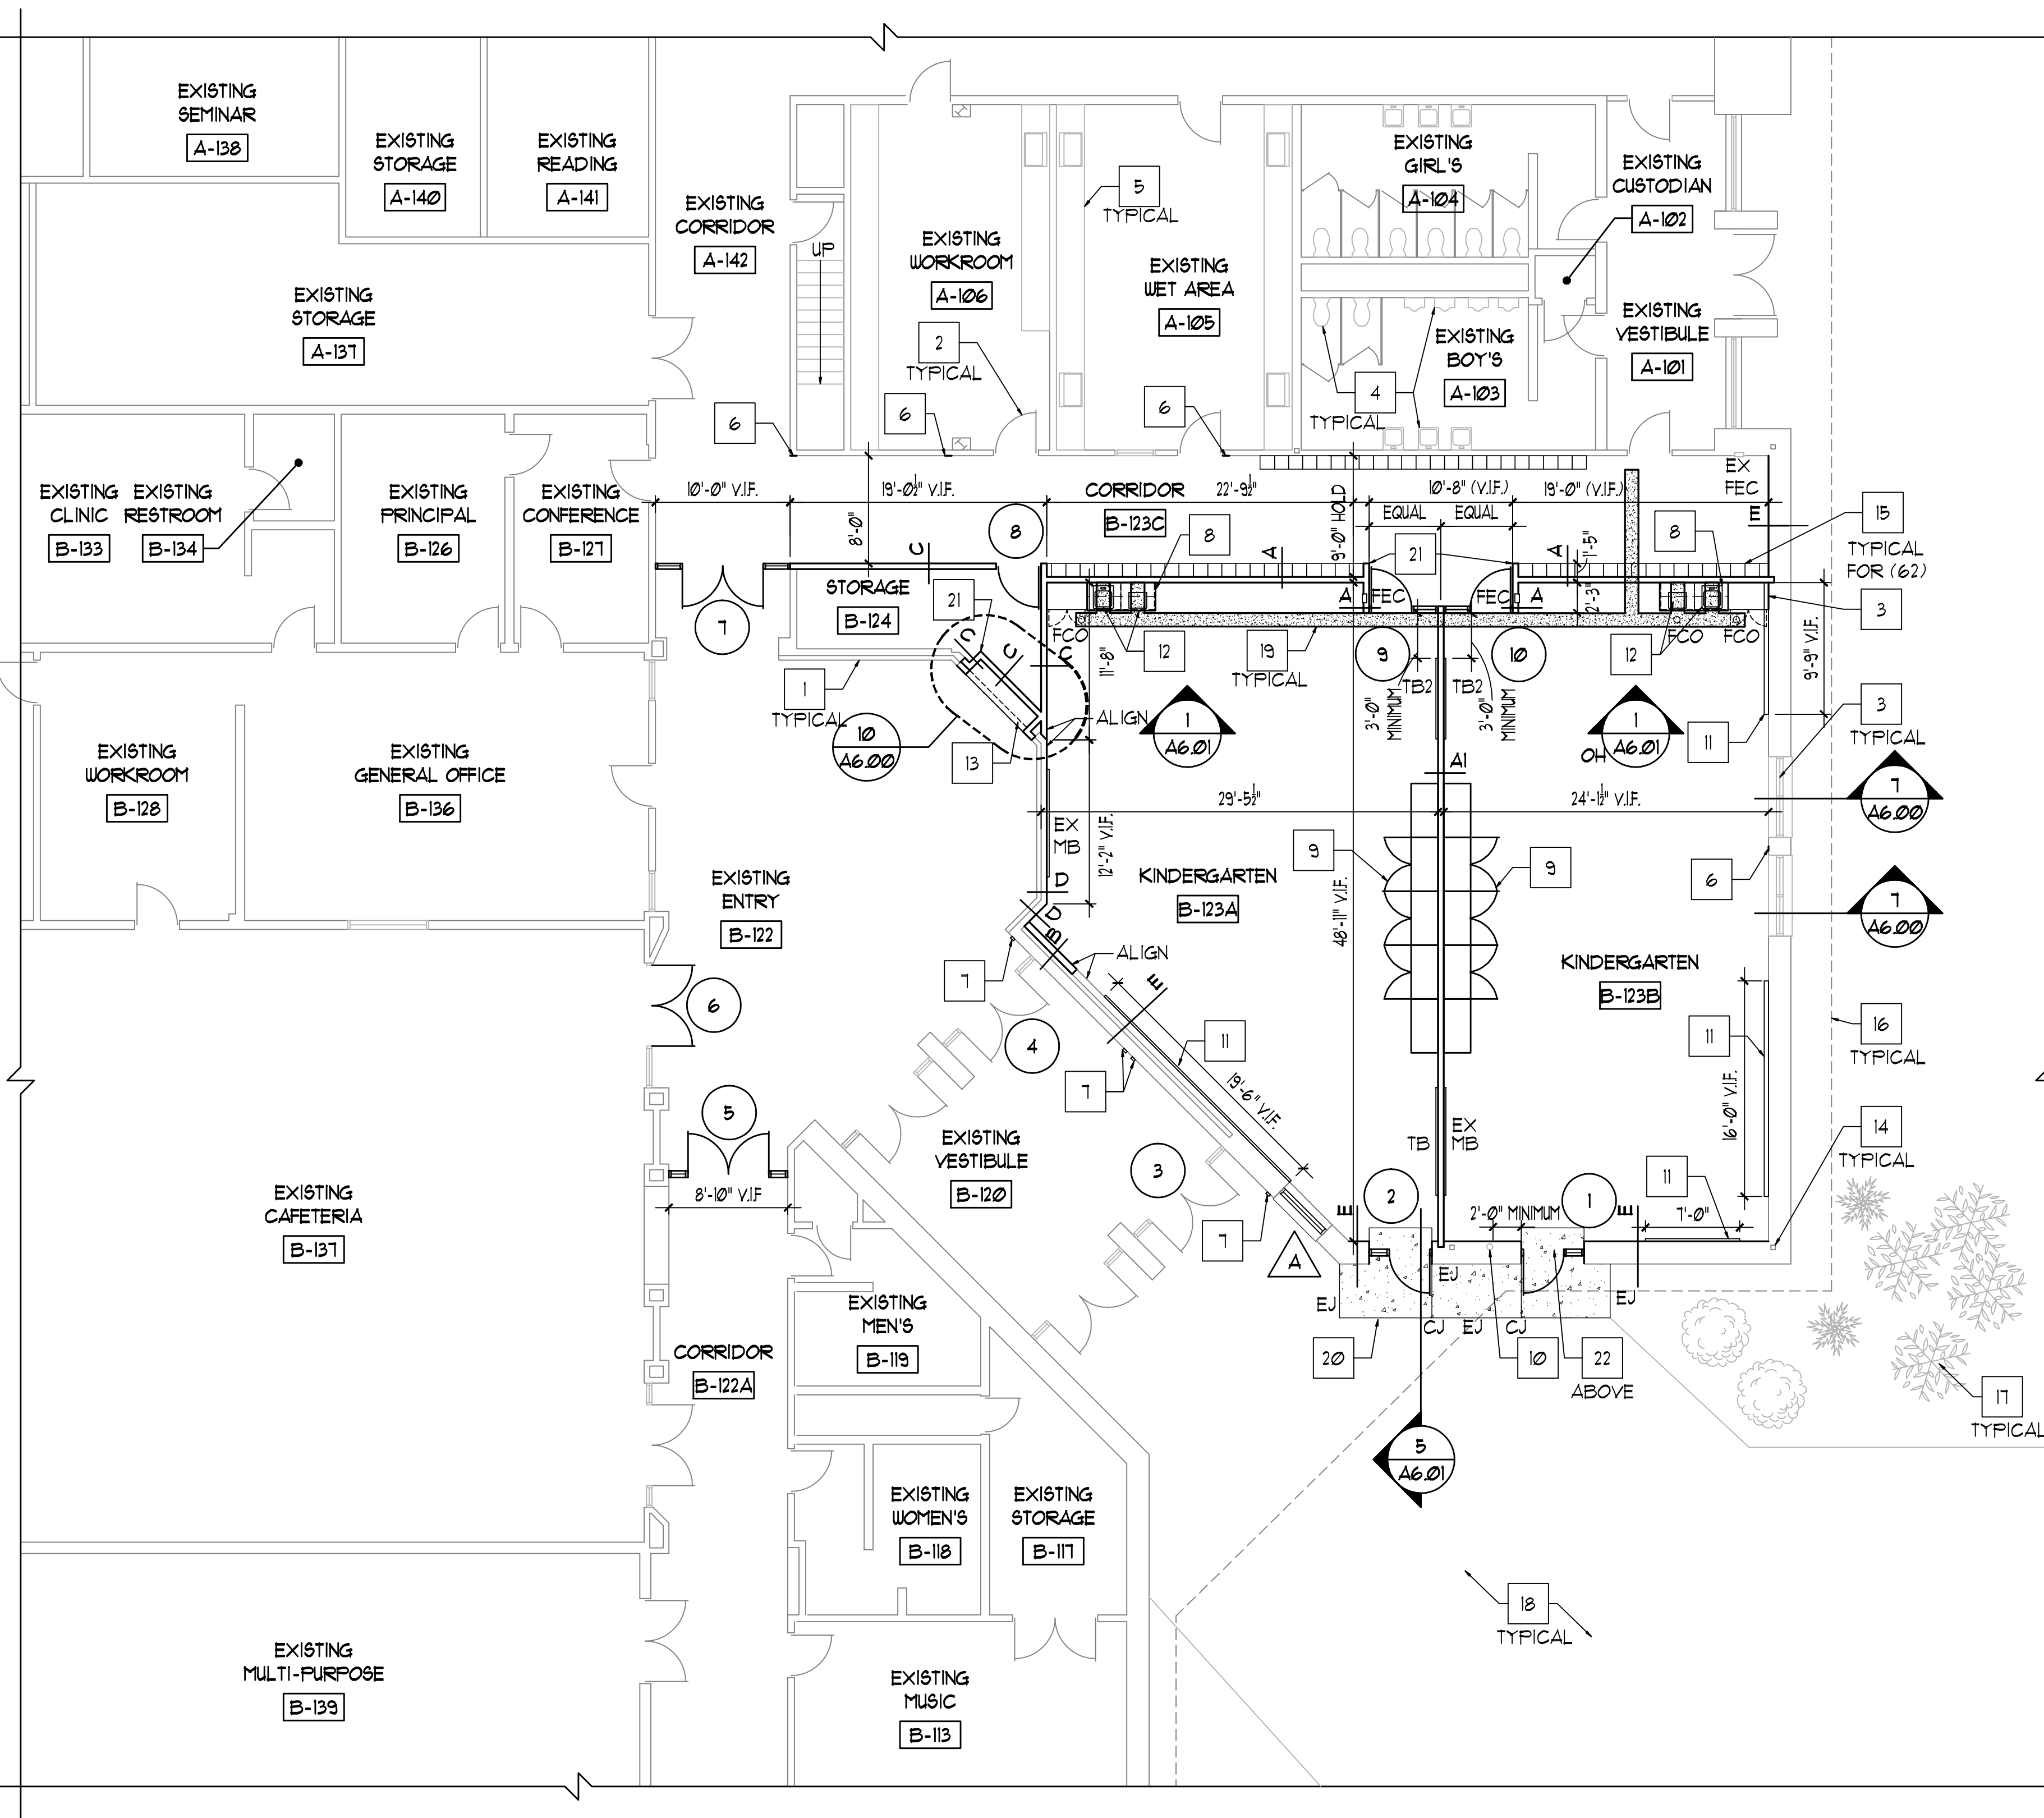 EXISTING
SEMINAR
A-138
EXISTING
STORAGE
A-140
EXISTING
READING
A-141
EXISTING
CORRIDOR
A-142
UP
EXISTING
WORKROOM
A-106
2
TYPICAL
5
TYPICAL
EXISTING
WET AREA
A-105
EXISTING
GIRL'S
A-104
EXISTING
CUSTODIAN
A-102
EXISTING
STORAGE
A-137
EXISTING
BOY'S
A-103
4
TYPICAL
EXISTING
VESTIBULE
A-101
6
6
6
EXISTING
CLINIC
B-133
EXISTING
RESTROOM
B-134
EXISTING
PRINCIPAL
B-126
EXISTING
CONFERENCE
B-127
10'-0" V.I.F.
19'-0½" V.I.F.
CORRIDOR
B-123C
22'-9½"
10'-8" (V.I.F.)
19'-0" (V.I.F.)
EX
FEC
E
EQUAL
EQUAL
8'-0"
9'-0" HOLD
C
8
8
A
21
A
1'-5"
2'-3"
8
15
TYPICAL
FOR (62)
STORAGE
B-124
21
7
A
FEC
FEC
A
3
FCO
FCO
FCO
C
C
C
11'-8"
12
19
TYPICAL
9
10
12
9'-9" V.I.F.
1
TYPICAL
10
A6.00
13
ALIGN
1
A6.01
TB2
TB2
3'-0"
MINIMUM
3'-0"
MINIMUM
1
A6.01
OH
11
3
TYPICAL
A1
7
A6.00
EXISTING
WORKROOM
B-128
EXISTING
GENERAL OFFICE
B-136
29'-5½"
24'-1½" V.I.F.
EX
MB
12'-2" V.I.F.
9
9
6
EXISTING
ENTRY
B-122
D
D
B
KINDERGARTEN
B-123A
48'-11" V.I.F.
7
A6.00
KINDERGARTEN
B-123B
7
ALIGN
E
6
4
11
7
19'-6" V.I.F.
11
16'-0" V.I.F.
16
TYPICAL
5
8'-10" V.I.F
EXISTING
VESTIBULE
B-120
3
TB
EX
MB
14
TYPICAL
EXISTING
CAFETERIA
B-137
7
A
E
2
2'-0" MINIMUM
1
E
11
7'-0"
EJ
EJ
EJ
CJ
EJ
CJ
EXISTING
MEN'S
B-119
CORRIDOR
B-122A
20
10
22
ABOVE
17
TYPICAL
5
A6.01
EXISTING
WOMEN'S
B-118
EXISTING
STORAGE
B-117
18
TYPICAL
EXISTING
MULTI-PURPOSE
B-139
EXISTING
MUSIC
B-113